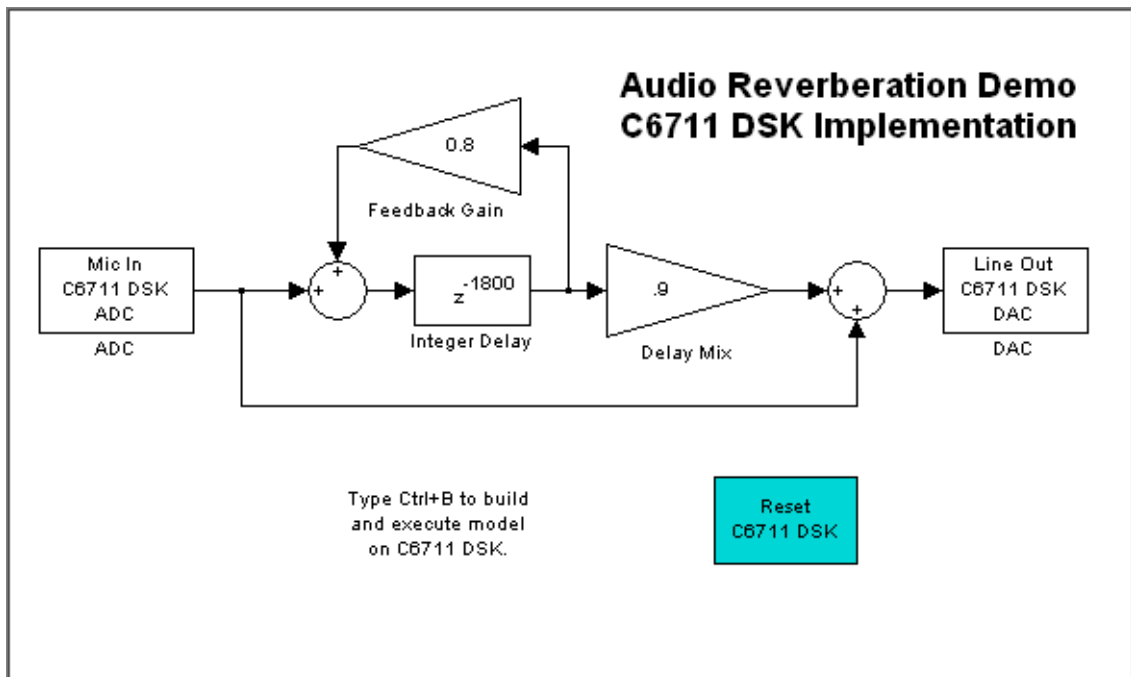 Audio Reverberation Demo
C6711 DSK Implementation
0.8
Feedback Gain
Mic In
C6711 DSK
ADC
ADC
+
+
z-1800
Integer Delay
.9
Delay Mix
+
+
Line Out
C6711 DSK
DAC
DAC
Type Ctrl+B to build
and execute model
on C6711 DSK.
Reset
C6711 DSK